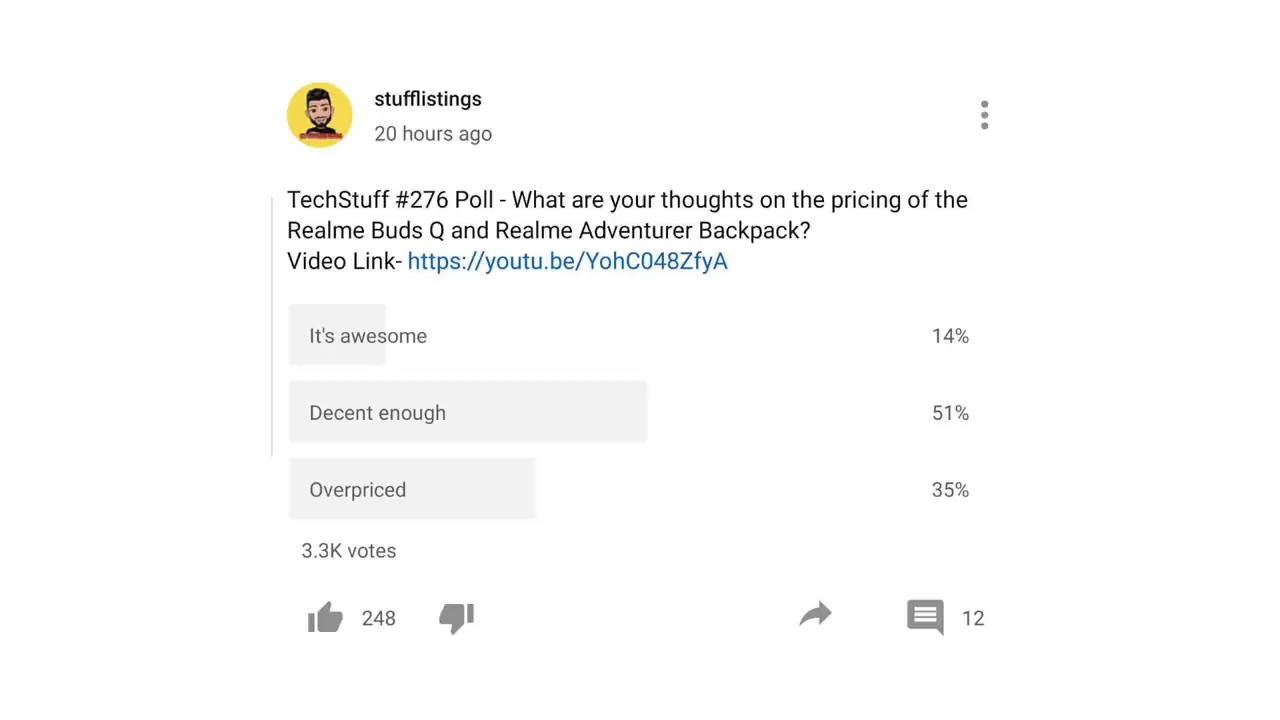 stufflistings
20 hours ago
TechStuff #276 Poll - What are your thoughts on the pricing of the
Realme Buds Q and Realme Adventurer Backpack?
Video Link- https://youtu.be/YohC048ZfyA
It's awesome 14%
Decent enough 51%
Overpriced 35%
3.3K votes
248
12